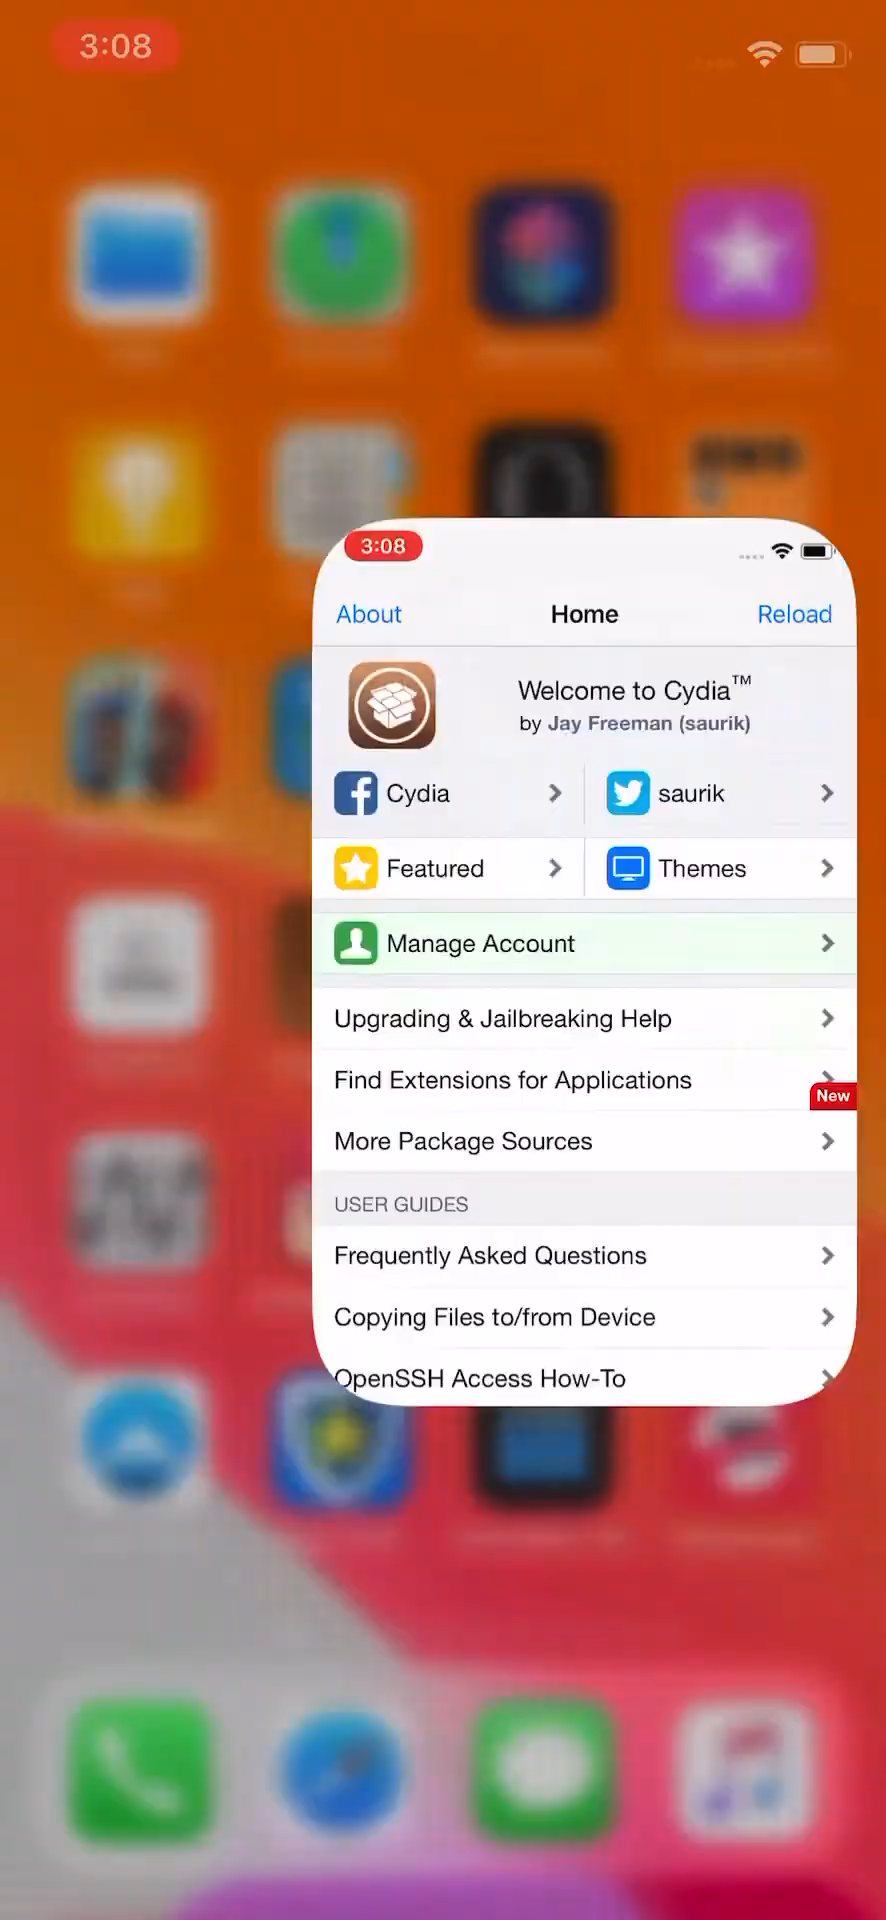 3:08
3:08
About
Home
Reload
Welcome to Cydia™
by Jay Freeman (saurik)
Cydia
saurik
Featured
Themes
Manage Account
Upgrading & Jailbreaking Help
Find Extensions for Applications
New
More Package Sources
USER GUIDES
Frequently Asked Questions
Copying Files to/from Device
OpenSSH Access How-To